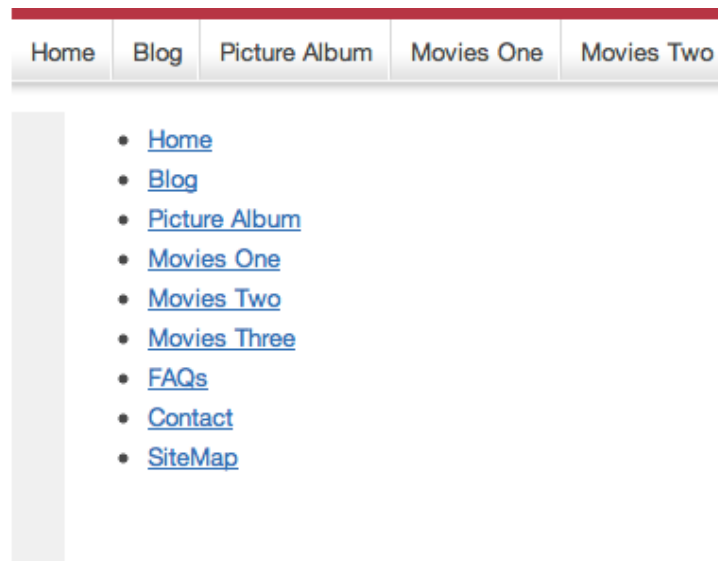 Home Blog Picture Album Movies One Movies Two
Home
Blog
Picture Album
Movies One
Movies Two
Movies Three
FAQs
Contact
SiteMap